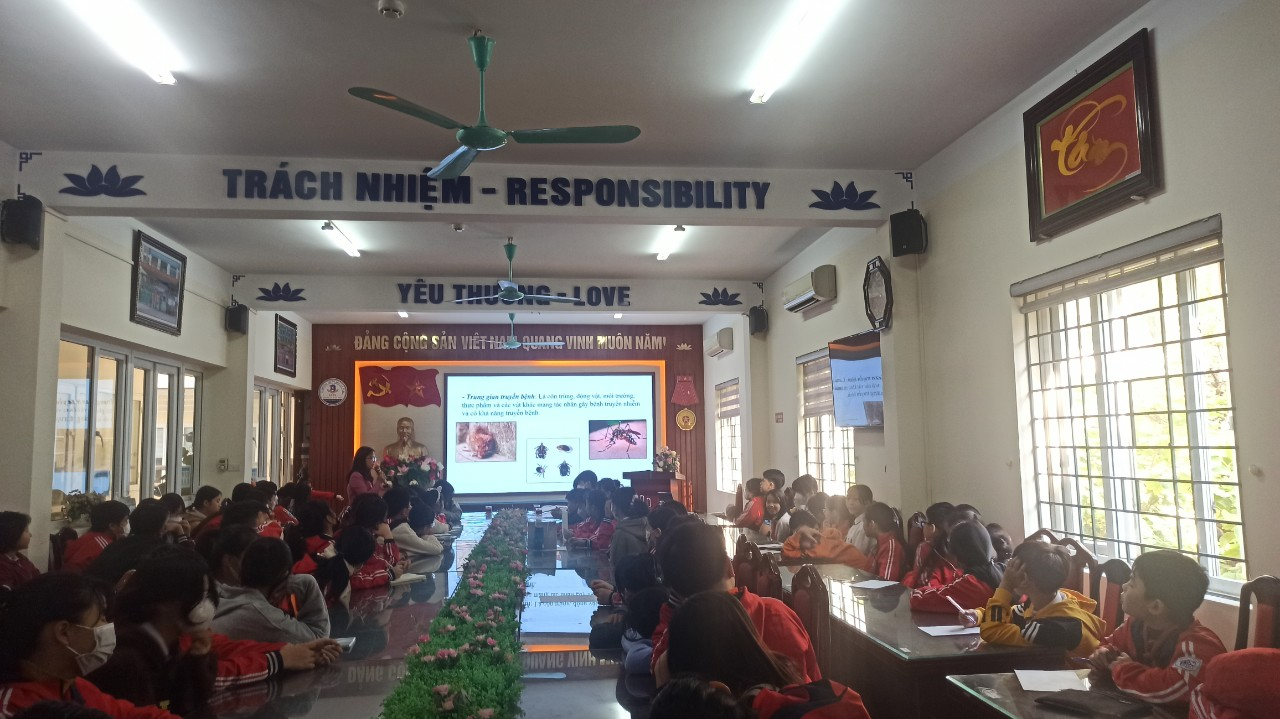 TRÁCH NHIỆM - RESPONSIBILITY
YÊU THƯƠNG - LOVE
ĐẢNG CỘNG SẢN VIỆT NAM QUANG VINH MUÔN NĂM!
- Trung gian truyền bệnh: Là côn trùng, động vật, môi trường,
thực phẩm và các vật khác mang tác nhân gây bệnh truyền nhiễm
và có khả năng truyền bệnh.